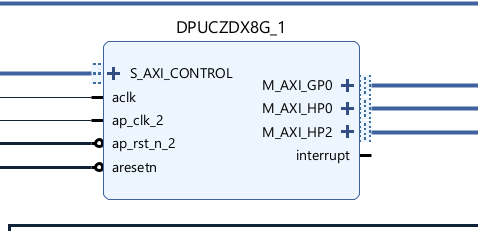 DPUCZDX8G_1
S_AXI_CONTROL
aclk
ap_clk_2
ap_rst_n_2
aresetn
M_AXI_GP0
M_AXI_HP0
M_AXI_HP2
interrupt